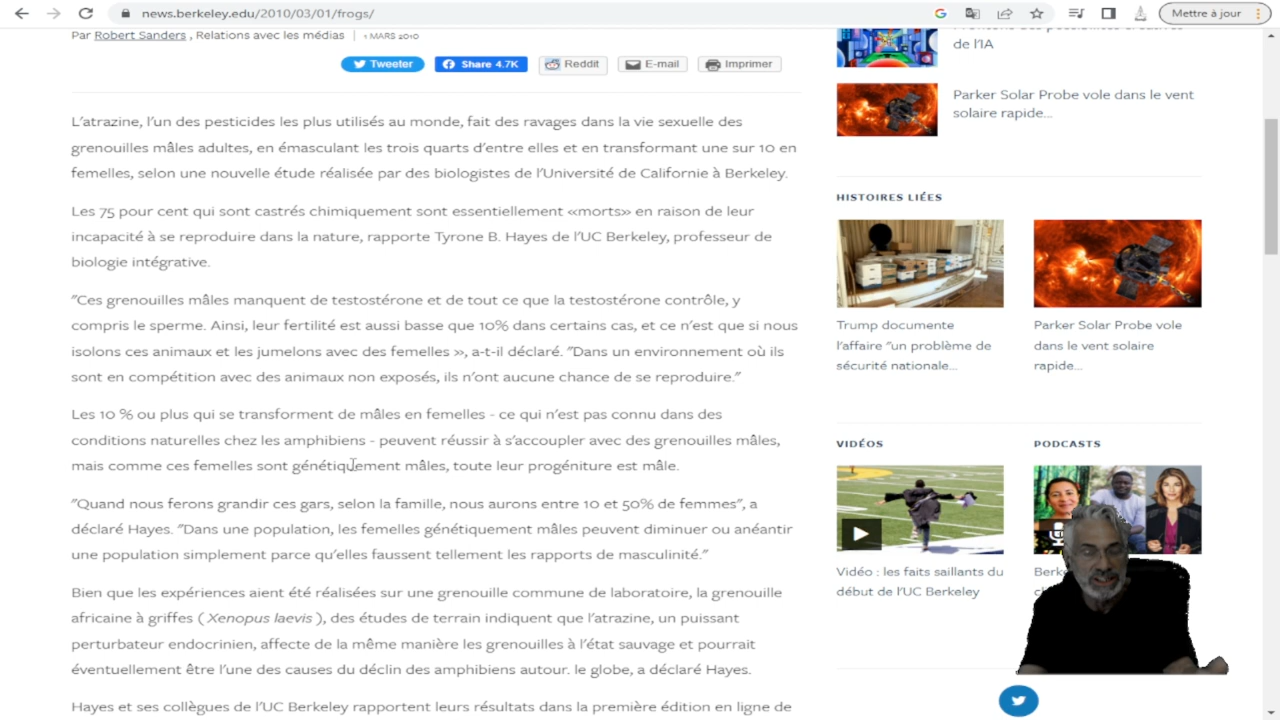 news.berkeley.edu/2010/03/01/frogs/
Mettre à jour
Par Robert Sanders , Relations avec les médias | 1 MARS 2010
Tweeter
Share 4.7K
Reddit
E-mail
Imprimer
L'atrazine, l'un des pesticides les plus utilisés au monde, fait des ravages dans la vie sexuelle des
grenouilles mâles adultes, en émasculant les trois quarts d'entre elles et en transformant une sur 10 en
femelles, selon une nouvelle étude réalisée par des biologistes de l'Université de Californie à Berkeley.
Les 75 pour cent qui sont castrés chimiquement sont essentiellement «morts» en raison de leur
incapacité à se reproduire dans la nature, rapporte Tyrone B. Hayes de l'UC Berkeley, professeur de
biologie intégrative.
"Ces grenouilles mâles manquent de testostérone et de tout ce que la testostérone contrôle, y
compris le sperme. Ainsi, leur fertilité est aussi basse que 10% dans certains cas, et ce n'est que si nous
isolons ces animaux et les jumelons avec des femelles », a-t-il déclaré. "Dans un environnement où ils
sont en compétition avec des animaux non exposés, ils n'ont aucune chance de se reproduire."
Les 10 % ou plus qui se transforment de mâles en femelles - ce qui n'est pas connu dans des
conditions naturelles chez les amphibiens - peuvent réussir à s'accoupler avec des grenouilles mâles,
mais comme ces femelles sont génétiquement mâles, toute leur progéniture est mâle.
"Quand nous ferons grandir ces gars, selon la famille, nous aurons entre 10 et 50% de femmes", a
déclaré Hayes. "Dans une population, les femelles génétiquement mâles peuvent diminuer ou anéantir
une population simplement parce qu'elles faussent tellement les rapports de masculinité."
Bien que les expériences aient été réalisées sur une grenouille commune de laboratoire, la grenouille
africaine à griffes ( Xenopus laevis ), des études de terrain indiquent que l'atrazine, un puissant
perturbateur endocrinien, affecte de la même manière les grenouilles à l'état sauvage et pourrait
éventuellement être l'une des causes du déclin des amphibiens autour. le globe, a déclaré Hayes.
Hayes et ses collègues de l'UC Berkeley rapportent leurs résultats dans la première édition en ligne de
de l'IA
Parker Solar Probe vole dans le vent
solaire rapide...
HISTOIRES LIÉES
Trump documente
l'affaire "un problème de
sécurité nationale...
Parker Solar Probe vole
dans le vent solaire
rapide...
VIDÉOS
PODCASTS
Vidéo : les faits saillants du
début de l'UC Berkeley